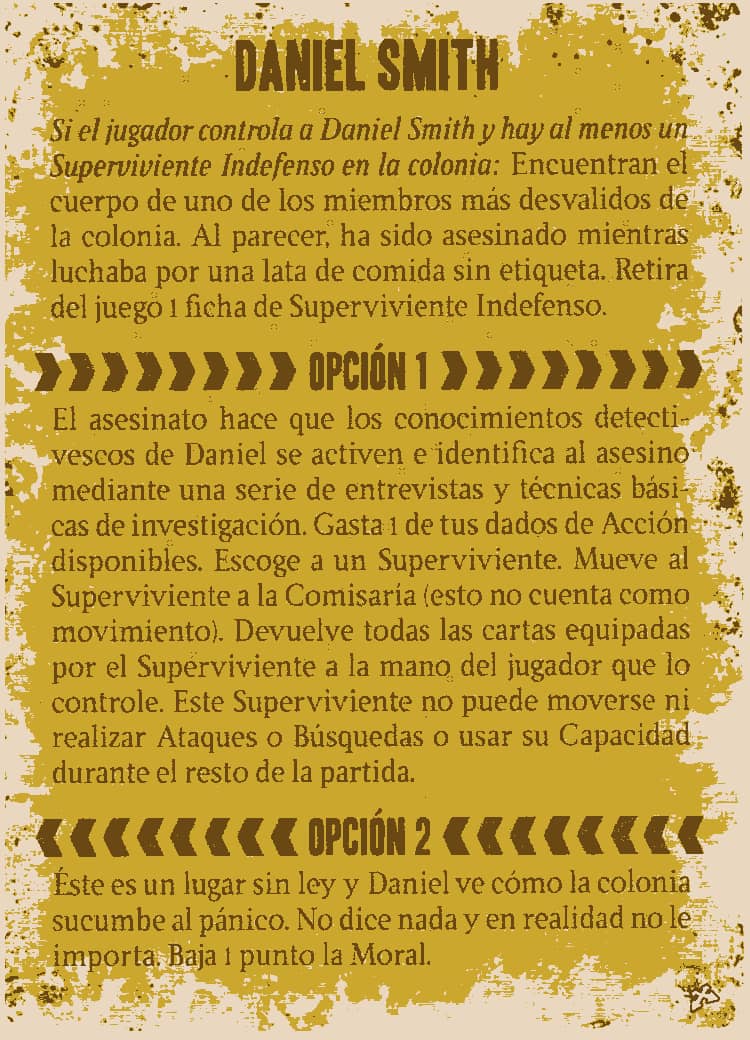 DANIEL SMITH
Si el jugador controla a Daniel Smith y hay al menos un
Superviviente Indefenso en la colonia: Encuentran el
cuerpo de uno de los miembros más desvalidos de
la colonia. Al parecer, ha sido asesinado mientras
luchaba por una lata de comida sin etiqueta. Retira
del juego 1 ficha de Superviviente Indefenso.
OPCIÓN 1
El asesinato hace que los conocimientos detecti-
vescos de Daniel se activen e identifica al asesino
mediante una serie de entrevistas y técnicas bási-
cas de investigación. Gasta 1 de tus dados de Acción
disponibles. Escoge a un Superviviente. Mueve al
Superviviente a la Comisaría (esto no cuenta como
movimiento). Devuelve todas las cartas equipadas
por el Superviviente a la mano del jugador que lo
controle. Este Superviviente no puede moverse ni
realizar Ataques o Búsquedas o usar su Capacidad
durante el resto de la partida.
OPCIÓN 2
Éste es un lugar sin ley y Daniel ve cómo la colonia
sucumbe al pánico. No dice nada y en realidad no le
importa. Baja 1 punto la Moral.